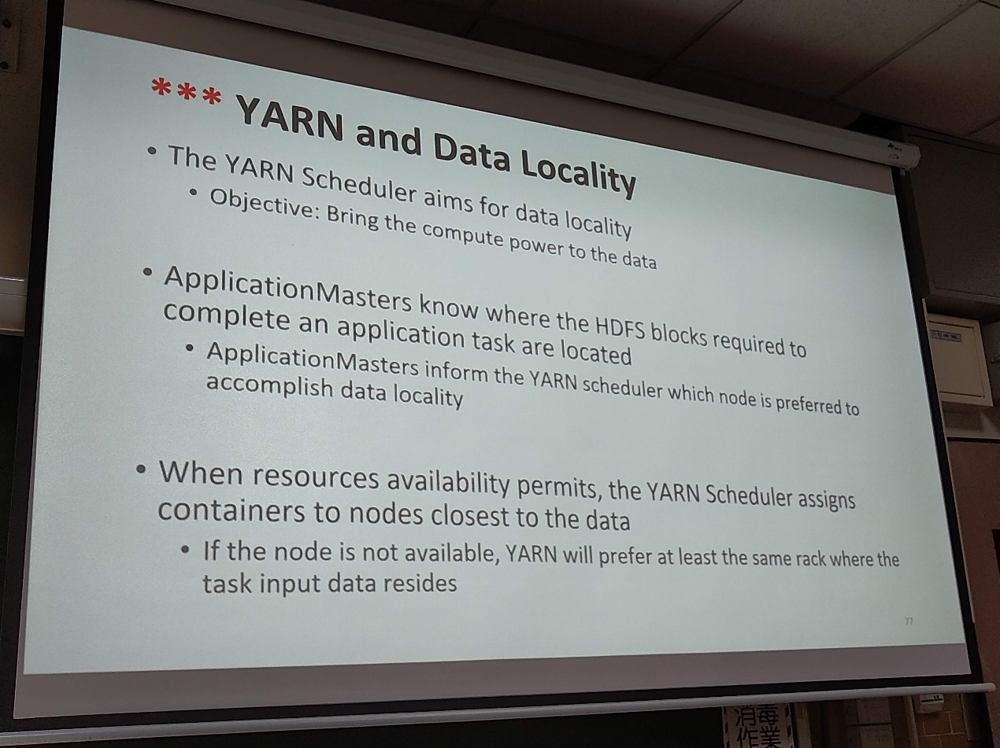 *** YARN and Data Locality
• The YARN Scheduler aims for data locality
• Objective: Bring the compute power to the data
• ApplicationMasters know where the HDFS blocks required to
complete an application task are located
• ApplicationMasters inform the YARN scheduler which node is preferred to
accomplish data locality
• When resources availability permits, the YARN Scheduler assigns
containers to nodes closest to the data
• If the node is not available, YARN will prefer at least the same rack where the
task input data resides
77
消毒
作業